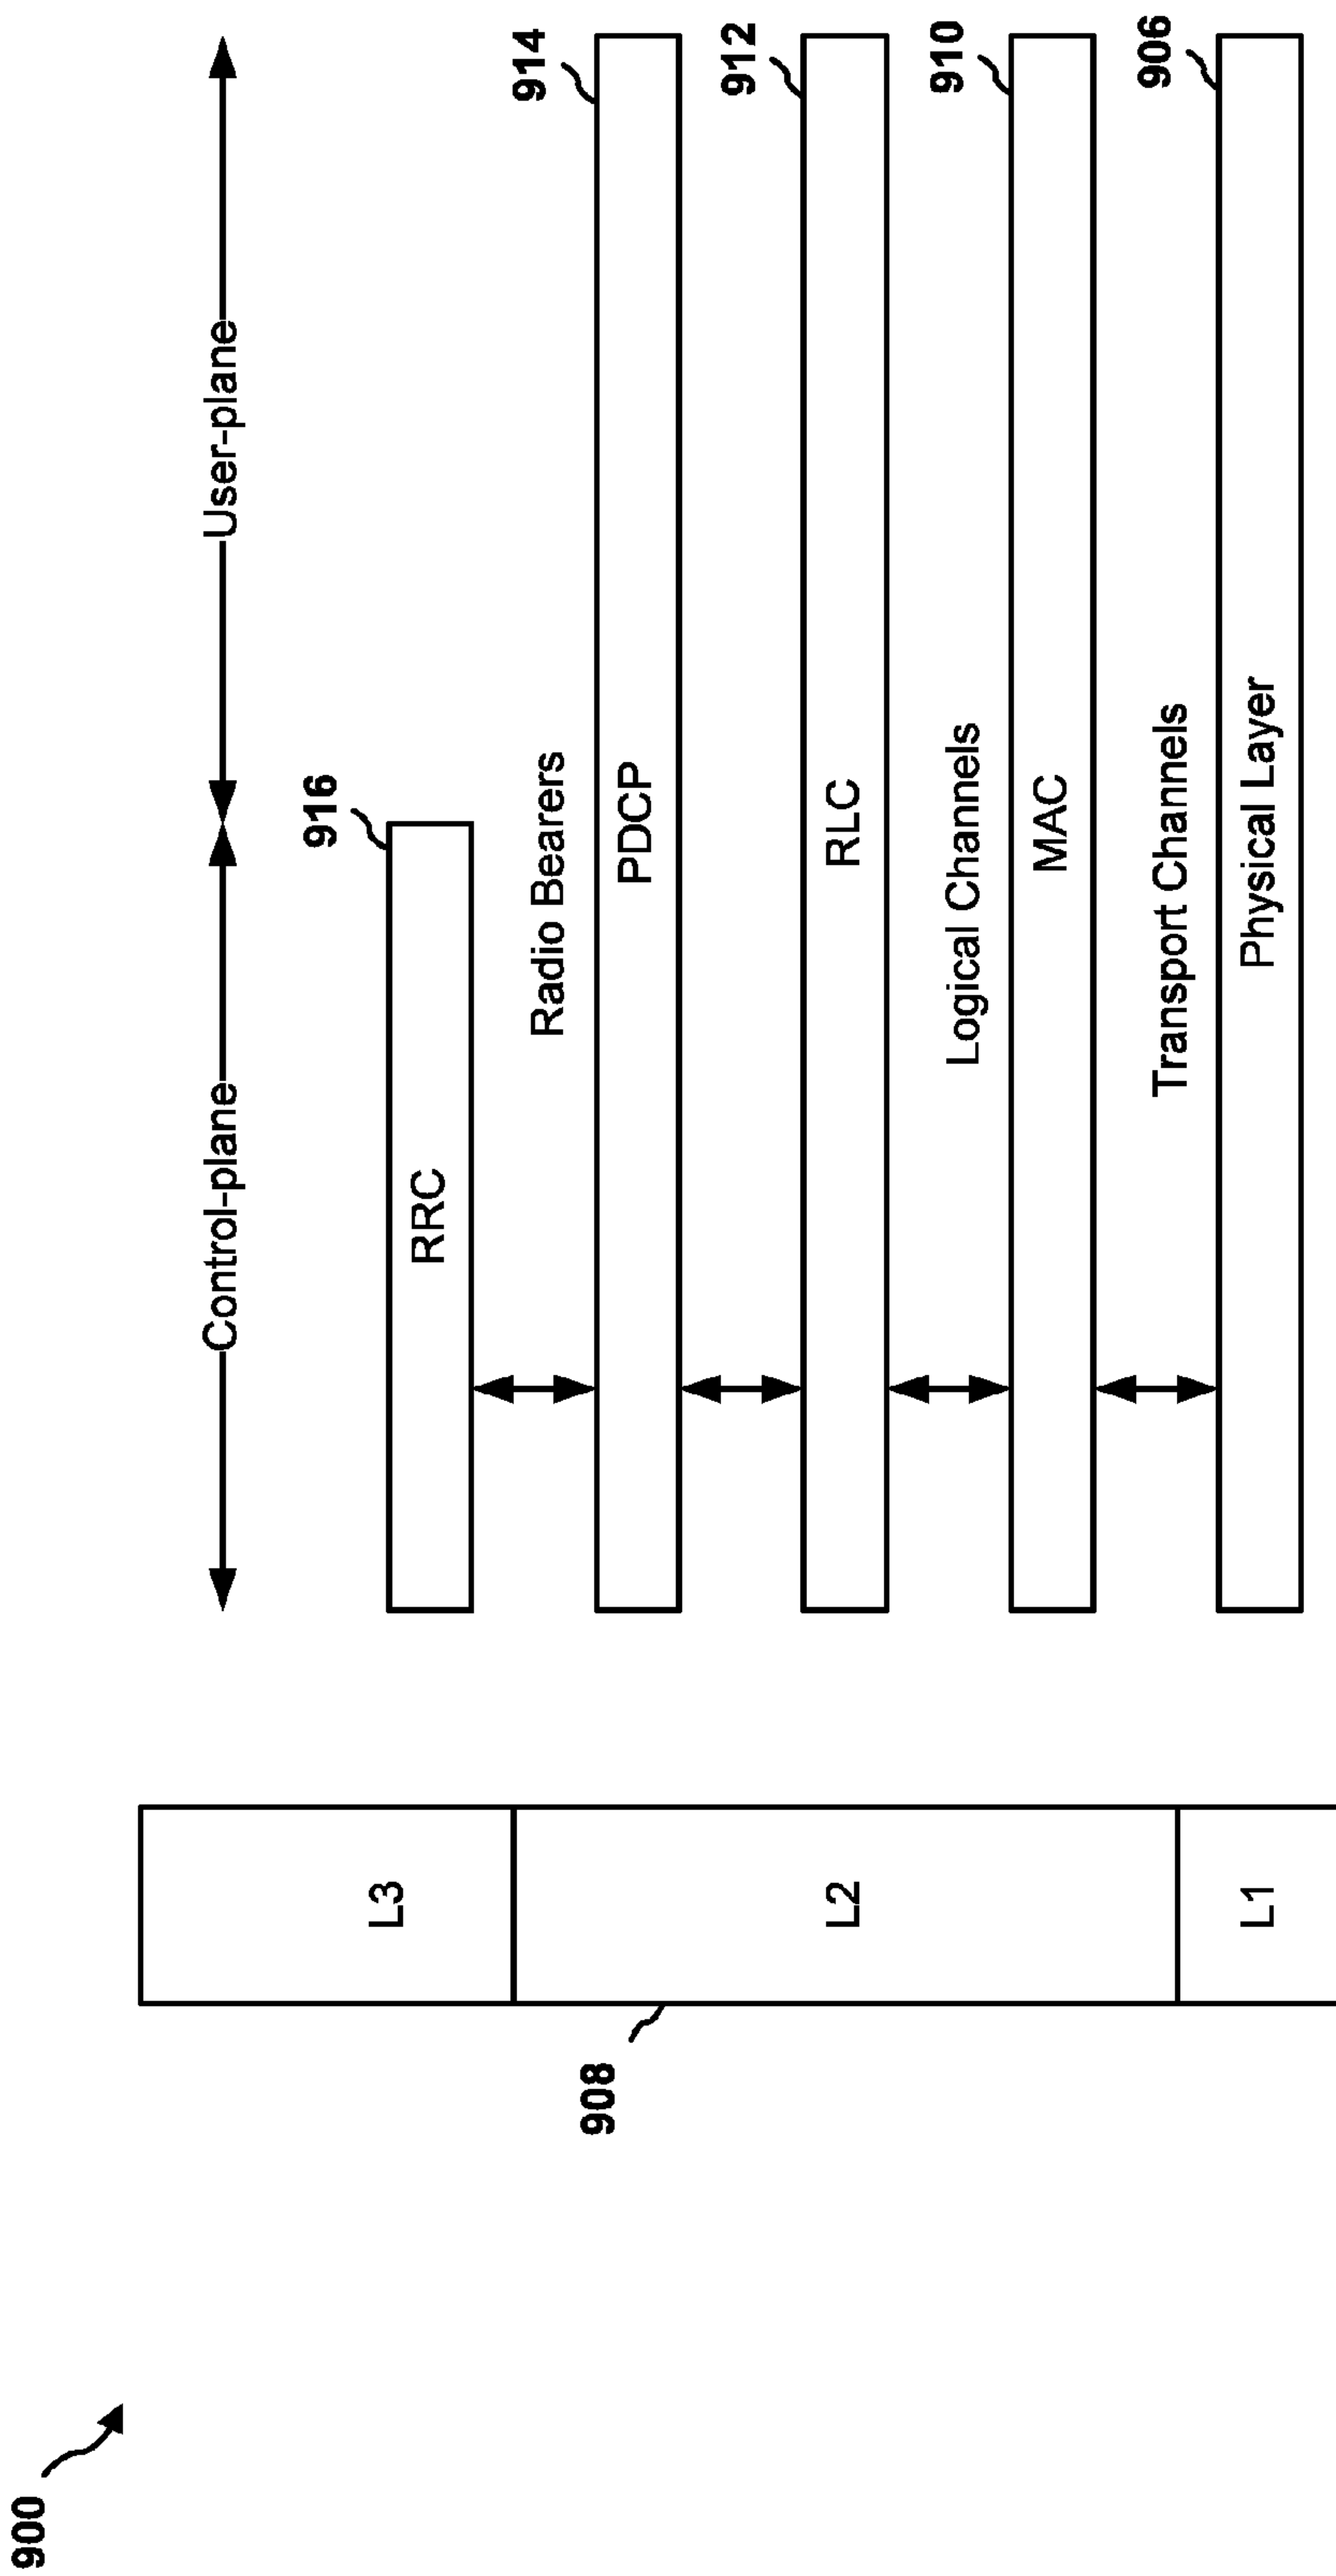 900
Control-plane
User-plane
916
L3
RRC
914
Radio Bearers
908
PDCP
912
L2
RLC
910
Logical Channels
MAC
906
Transport Channels
L1
Physical Layer